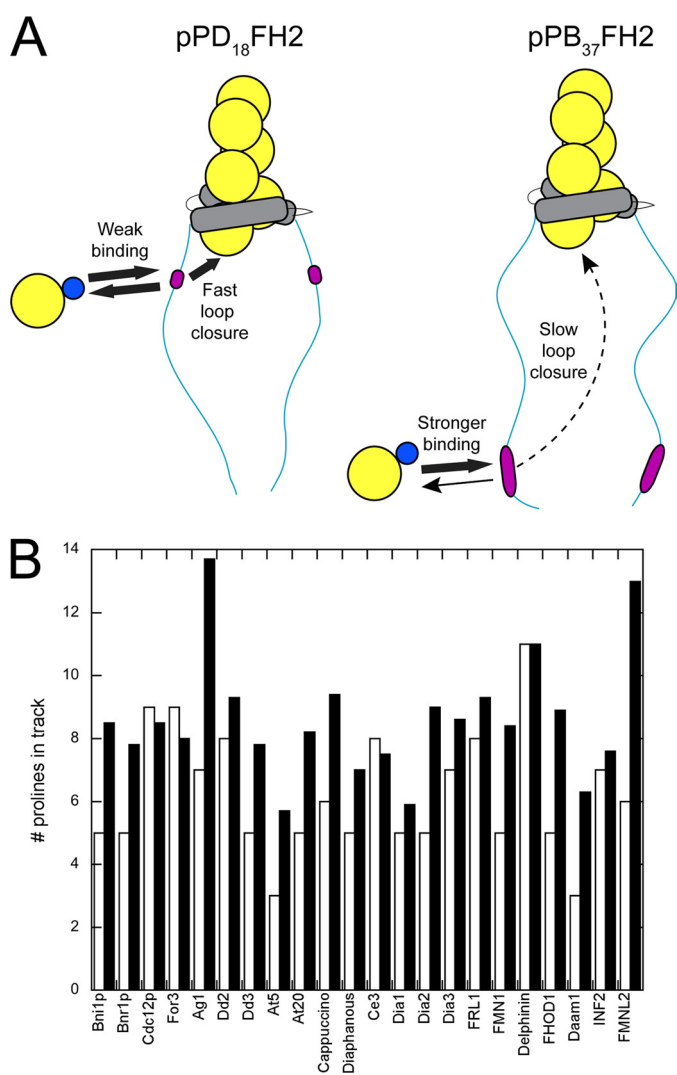 A
pPD18FH2
pPB37FH2
Weak
binding
Fast
loop
closure
Slow
loop
closure
Stronger
binding
B
# prolines in track
14
12
10
8
6
4
2
0
Bni1p
Bnr1p
Cdc12p
For3
Ag1
Dd2
Dd3
At5
At20
Cappuccino
Diaphanous
Ce3
Dia1
Dia2
Dia3
FRL1
FMN1
Delphinin
FHOD1
Daam1
INF2
FMNL2